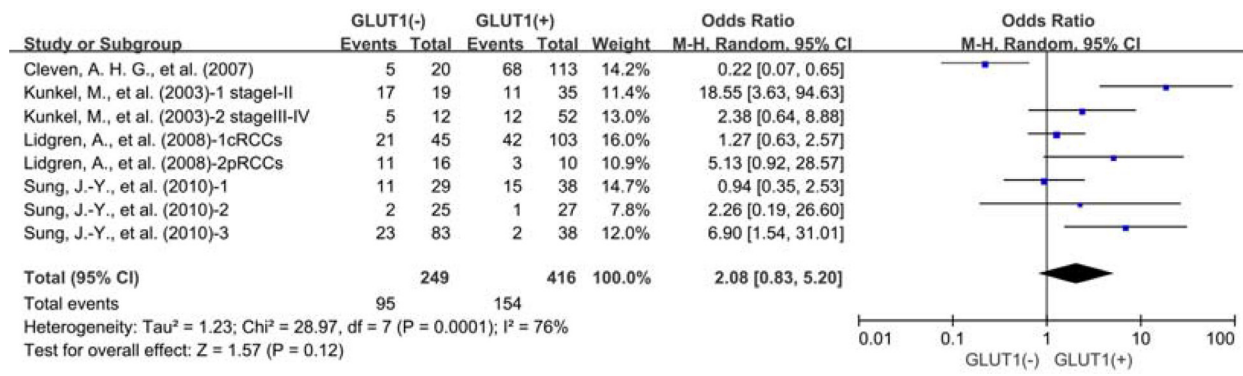 GLUT1(-) GLUT1(+) Odds Ratio Odds Ratio
Study or Subgroup Events Total Events Total Weight M-H, Random, 95% CI M-H, Random, 95% CI
Cleven, A. H. G., et al. (2007) 5 20 68 113 14.2% 0.22 [0.07, 0.65]
Kunkel, M., et al. (2003)-1 stageI-II 17 19 11 35 11.4% 18.55 [3.63, 94.63]
Kunkel, M., et al. (2003)-2 stageIII-IV 5 12 12 52 13.0% 2.38 [0.64, 8.88]
Lidgren, A., et al. (2008)-1cRCCs 21 45 42 103 16.0% 1.27 [0.63, 2.57]
Lidgren, A., et al. (2008)-2pRCCs 11 16 3 10 10.9% 5.13 [0.92, 28.57]
Sung, J.-Y., et al. (2010)-1 11 29 15 38 14.7% 0.94 [0.35, 2.53]
Sung, J.-Y., et al. (2010)-2 2 25 1 27 7.8% 2.26 [0.19, 26.60]
Sung, J.-Y., et al. (2010)-3 23 83 2 38 12.0% 6.90 [1.54, 31.01]
Total (95% CI) 249 416 100.0% 2.08 [0.83, 5.20]
Total events 95 154
Heterogeneity: Tau² = 1.23; Chi² = 28.97, df = 7 (P = 0.0001); I² = 76%
Test for overall effect: Z = 1.57 (P = 0.12)
0.01 0.1 1 10 100
GLUT1(-) GLUT1(+)